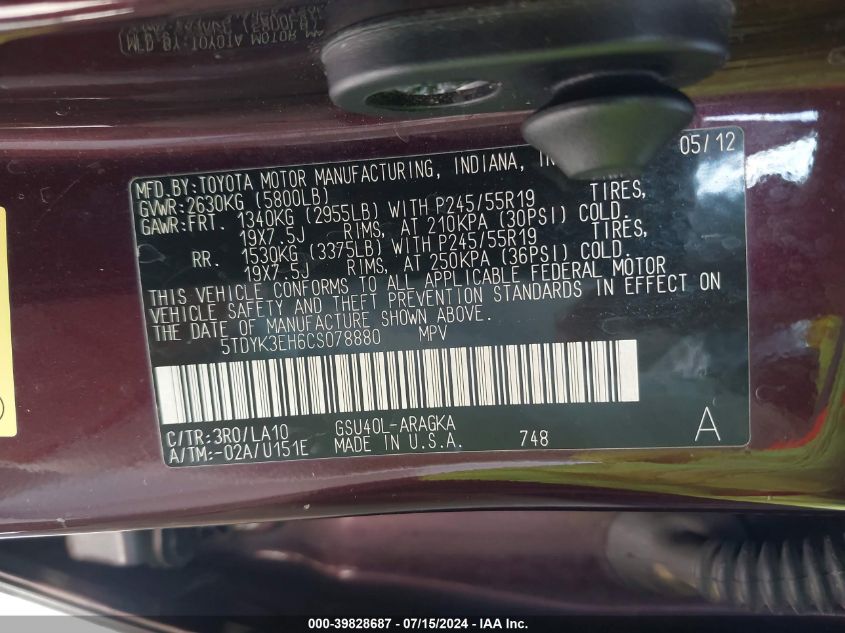 MFD.BY:TOYOTA MOTOR MANUFACTURING, INDIANA, 05/12
GVWR:2630KG (5800LB)
GAWR:FRT. 1340KG (2955LB) WITH P245/55R19 TIRES,
19X7.5J RIMS, AT 210KPA (30PSI) COLD.
RR. 1530KG (3375LB) WITH P245/55R19 TIRES,
19X7.5J RIMS, AT 250KPA (36PSI) COLD.
THIS VEHICLE CONFORMS TO ALL APPLICABLE FEDERAL MOTOR
VEHICLE SAFETY AND THEFT PREVENTION STANDARDS IN EFFECT ON
THE DATE OF MANUFACTURE SHOWN ABOVE.
5TDYK3EH6CS078880 MPV
C/TR:3R0/LA10 GSU40L-ARAGKA
A/TM:-02A/U151E MADE IN U.S.A. 748 A
000-39828687 - 07/15/2024 - IAA Inc.